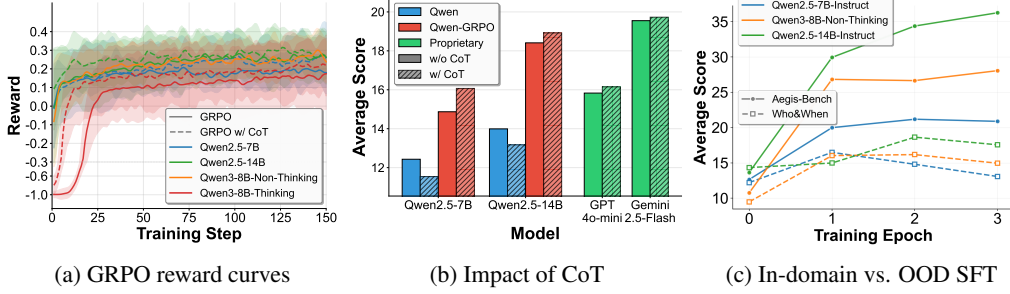 Reward
0.4
0.3
0.2
0.1
0.0
-0.1
-0.3
-0.6
-1.0
1
25
50
75
100
125
150
Training Step
GRPO
GRPO w/ CoT
Qwen2.5-7B
Qwen2.5-14B
Qwen3-8B-Non-Thinking
Qwen3-8B-Thinking
(a) GRPO reward curves
Average Score
20
18
16
14
12
Qwen
Qwen-GRPO
Proprietary
w/o CoT
w/ CoT
Qwen2.5-7B
Qwen2.5-14B
GPT
4o-mini
Gemini
2.5-Flash
Model
(b) Impact of CoT
Average Score
35
30
25
20
15
10
Qwen2.5-7B-Instruct
Qwen3-8B-Non-Thinking
Qwen2.5-14B-Instruct
Aegis-Bench
Who&When
0
1
2
3
Training Epoch
(c) In-domain vs. OOD SFT